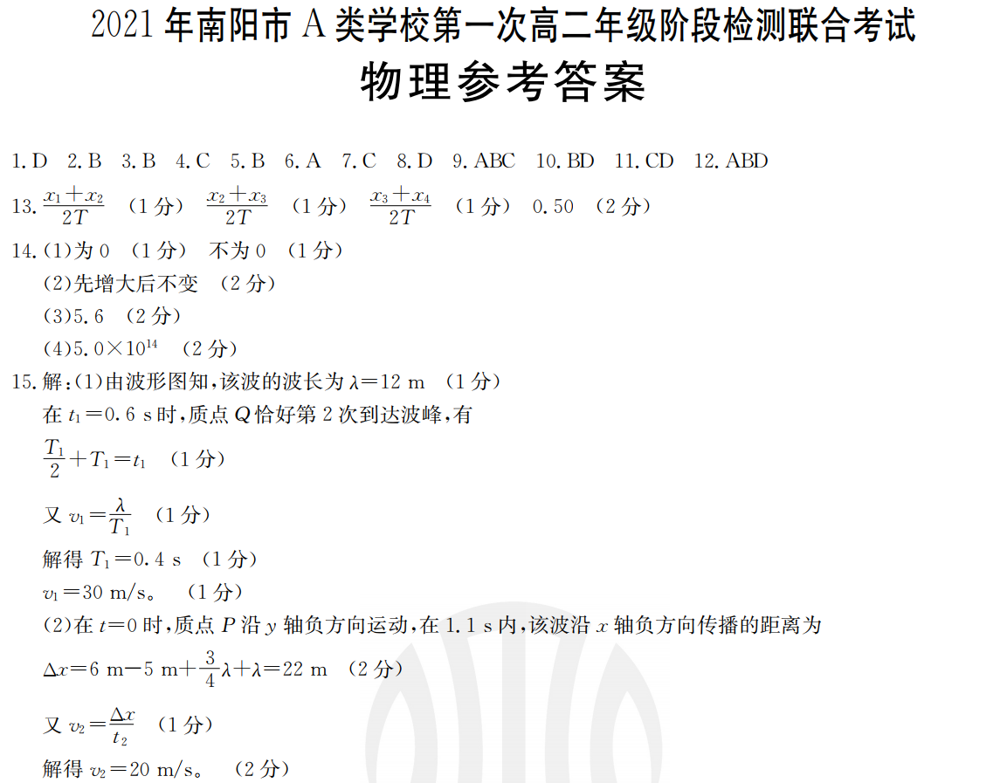 2021年南阳市A类学校第一次高二年级阶段检测联合考试
物理参考答案
1. D 2. B 3. B 4. C 5. B 6. A 7. C 8. D 9. ABC 10. BD 11. CD 12. ABD
13. \frac{x₁+x₂}{2T} (1分) \frac{x₂+x₃}{2T} (1分) \frac{x₃+x₄}{2T} (1分) 0.50 (2分)
14. (1)为0 (1分) 不为0 (1分)
(2)先增大后不变 (2分)
(3)5.6 (2分)
(4)5.0×10¹⁴ (2分)
15. 解:(1)由波形图知,该波的波长为λ=12 m (1分)
在t₁=0.6 s时,质点Q恰好第2次到达波峰,有
\frac{T₁}{2}+T₁=t₁ (1分)
又v₁=\frac{λ}{T₁} (1分)
解得T₁=0.4 s (1分)
v₁=30 m/s。 (1分)
(2)在t=0时,质点P沿y轴负方向运动,在1.1 s内,该波沿x轴负方向传播的距离为
Δx=6 m−5 m+\frac{3}{4}λ+λ=22 m (2分)
又v₂=\frac{Δx}{t₂} (1分)
解得v₂=20 m/s。 (2分)